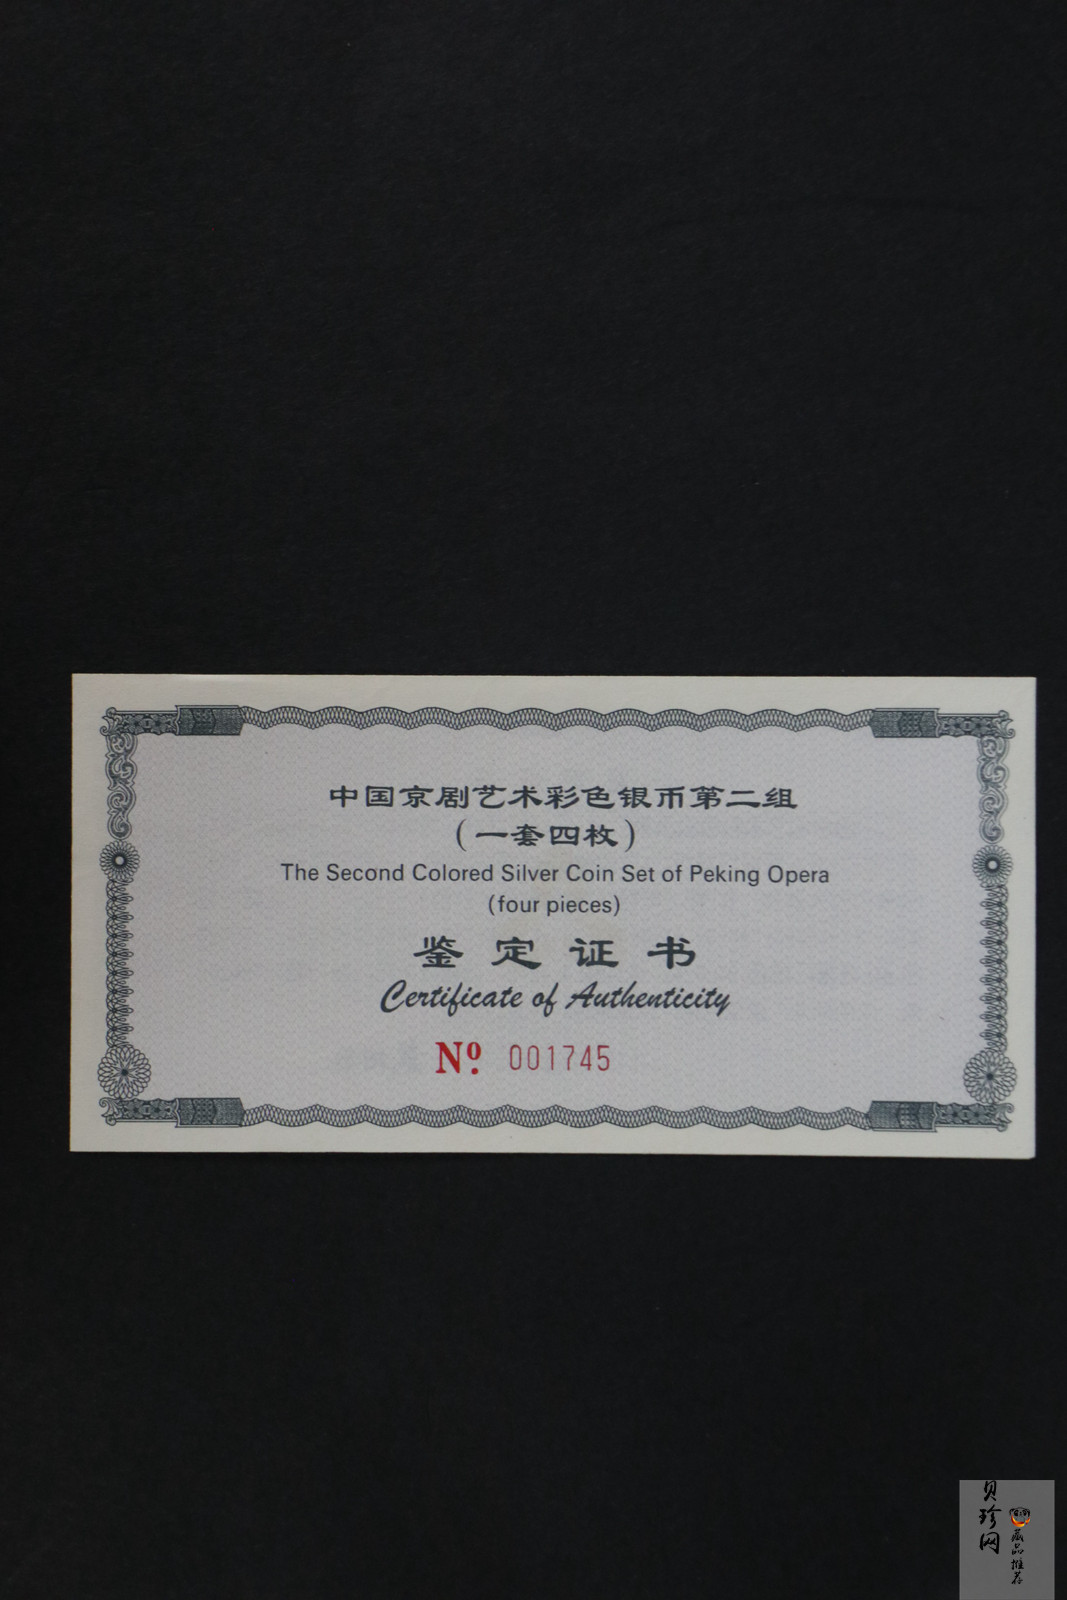 中国京剧艺术彩色银币第二组
(一套四枚)
The Second Colored Silver Coin Set of Peking Opera
(four pieces)
鉴定证书
Certificate of Authenticity
Nº 001745
贝珍网
藏品推荐